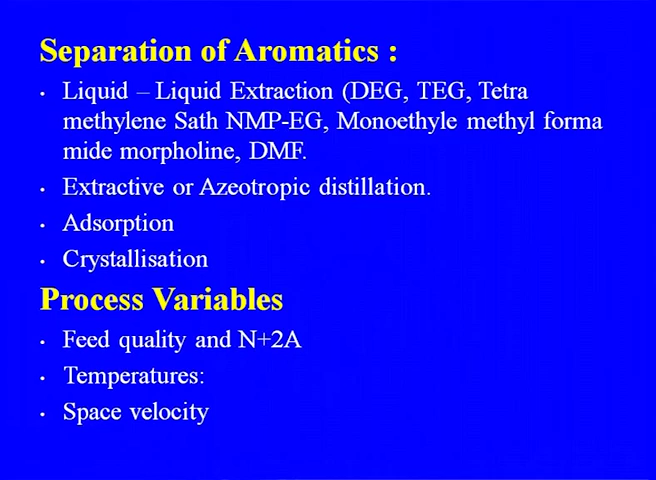 Separation of Aromatics :
• Liquid – Liquid Extraction (DEG, TEG, Tetra
methylene Sath NMP-EG, Monoethyle methyl forma
mide morpholine, DMF.
• Extractive or Azeotropic distillation.
• Adsorption
• Crystallisation
Process Variables
• Feed quality and N+2A
• Temperatures:
• Space velocity